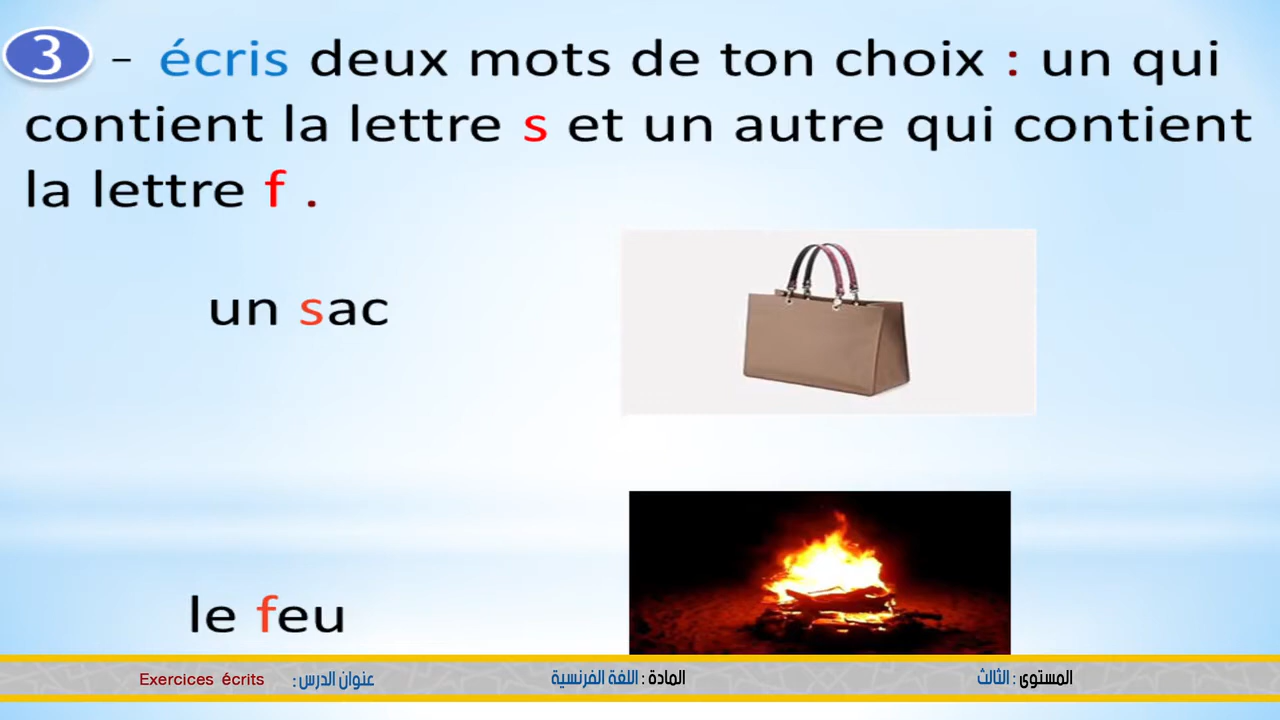 3 - écris deux mots de ton choix : un qui
contient la lettre s et un autre qui contient
la lettre f .
un sac
le feu
المستوى : الثالث
المادة : اللغة الفرنسية
عنوان الدرس : Exercices écrits